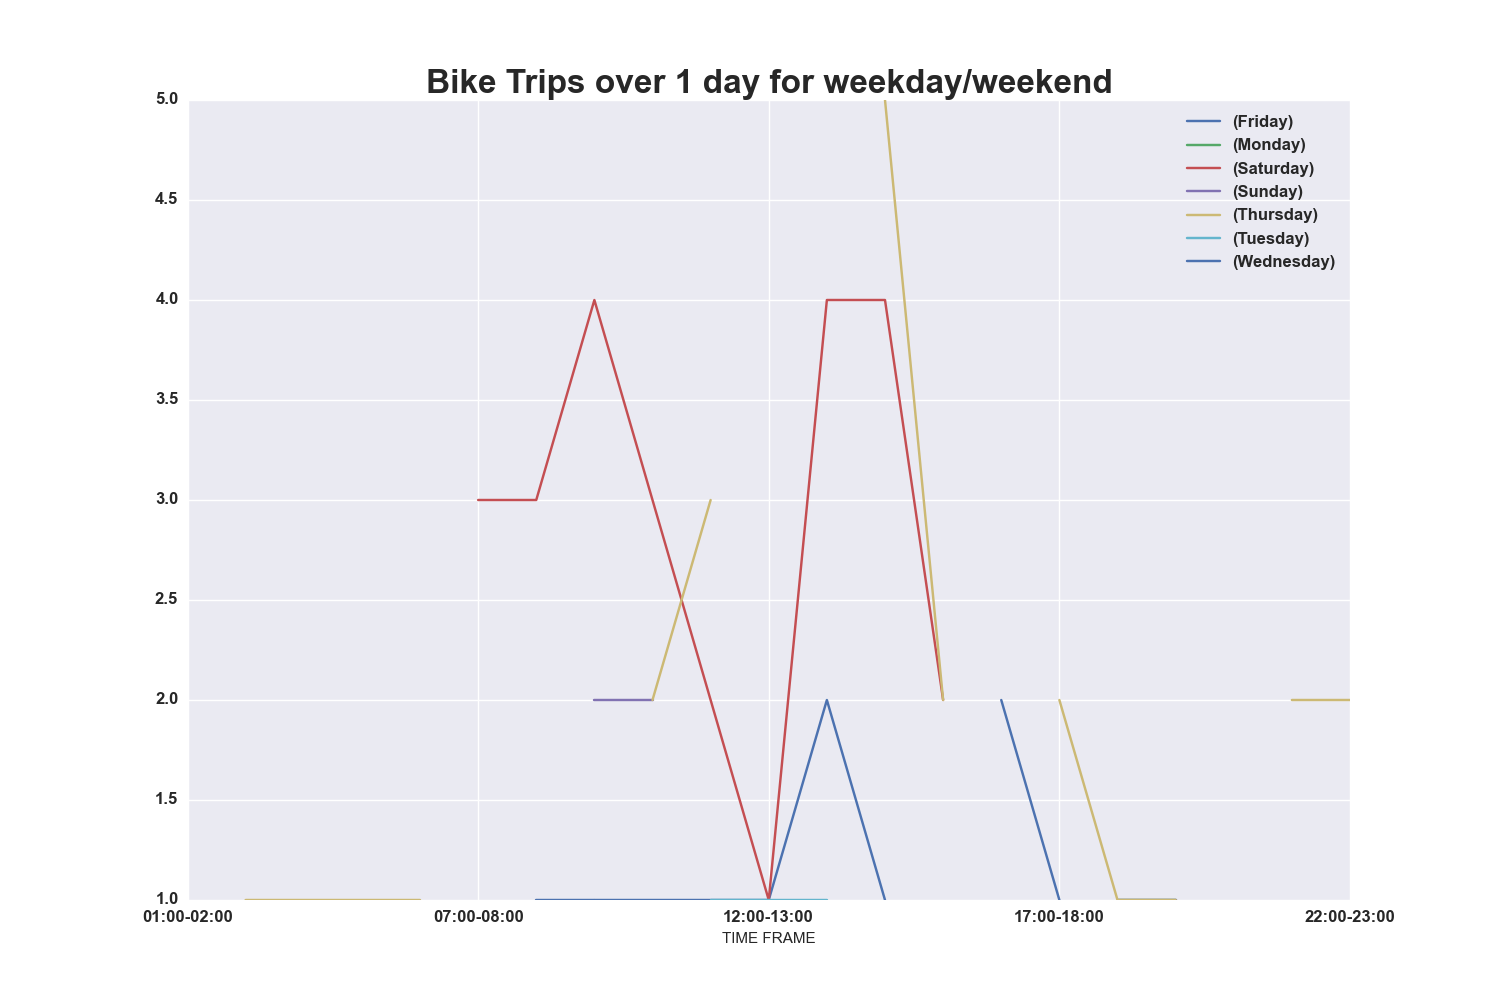 Bike Trips over 1 day for weekday/weekend
5.0
4.5
4.0
3.5
3.0
2.5
2.0
1.5
1.0
(Friday)
(Monday)
(Saturday)
(Sunday)
(Thursday)
(Tuesday)
(Wednesday)
01:00-02:00 07:00-08:00 12:00-13:00 17:00-18:00 22:00-23:00
TIME FRAME